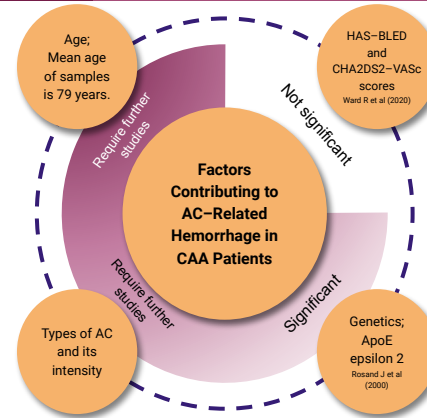 Age;
Mean age
of samples
is 79 years.
HAS–BLED
and
CHA2DS2–VASc
scores
Ward R et al (2020)
Require further
studies
Not significant
Factors
Contributing to
AC–Related
Hemorrhage in
CAA Patients
Require further
studies
Significant
Types of AC
and its
intensity
Genetics;
ApoE
epsilon 2
Rosand J et al
(2000)